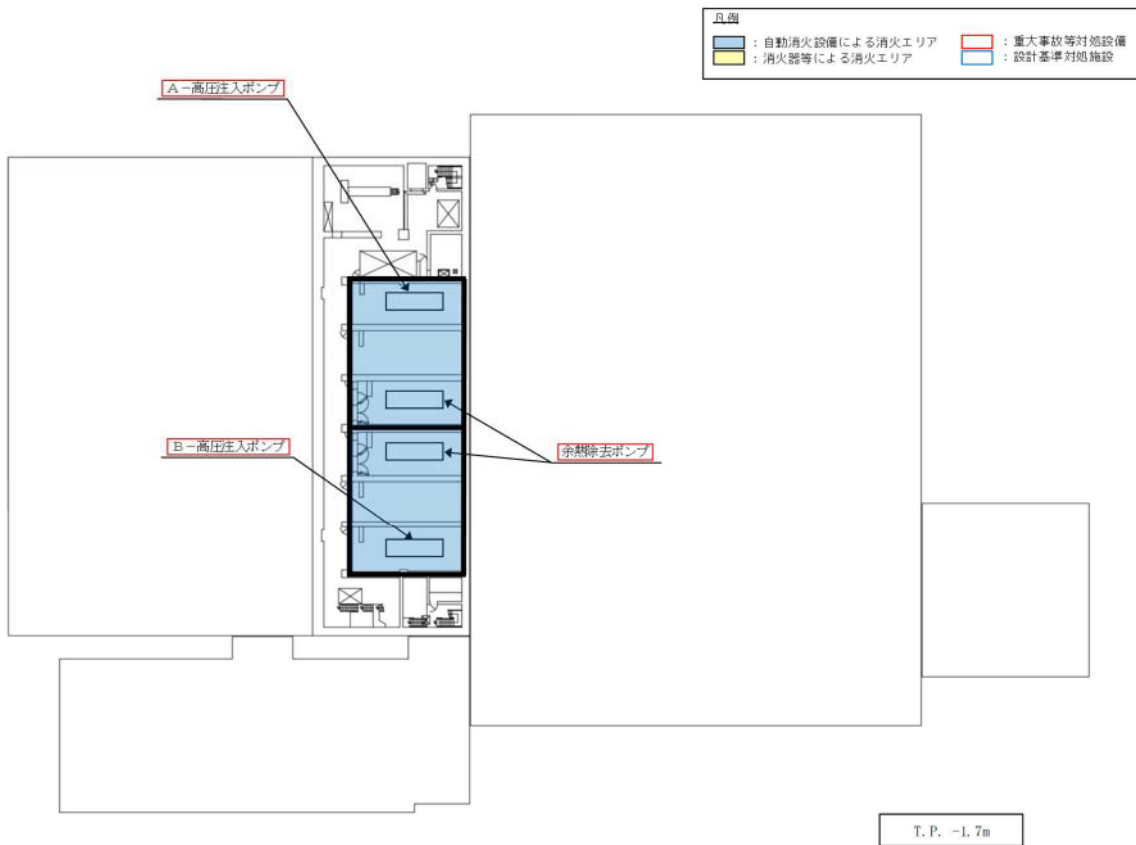 凡例
：自動消火設備による消火エリア
：重大事故等対処設備
：消火器等による消火エリア
：設計基準対処施設
A－高圧注入ポンプ
B－高圧注入ポンプ
余熱除去ポンプ
T.P. -1.7m